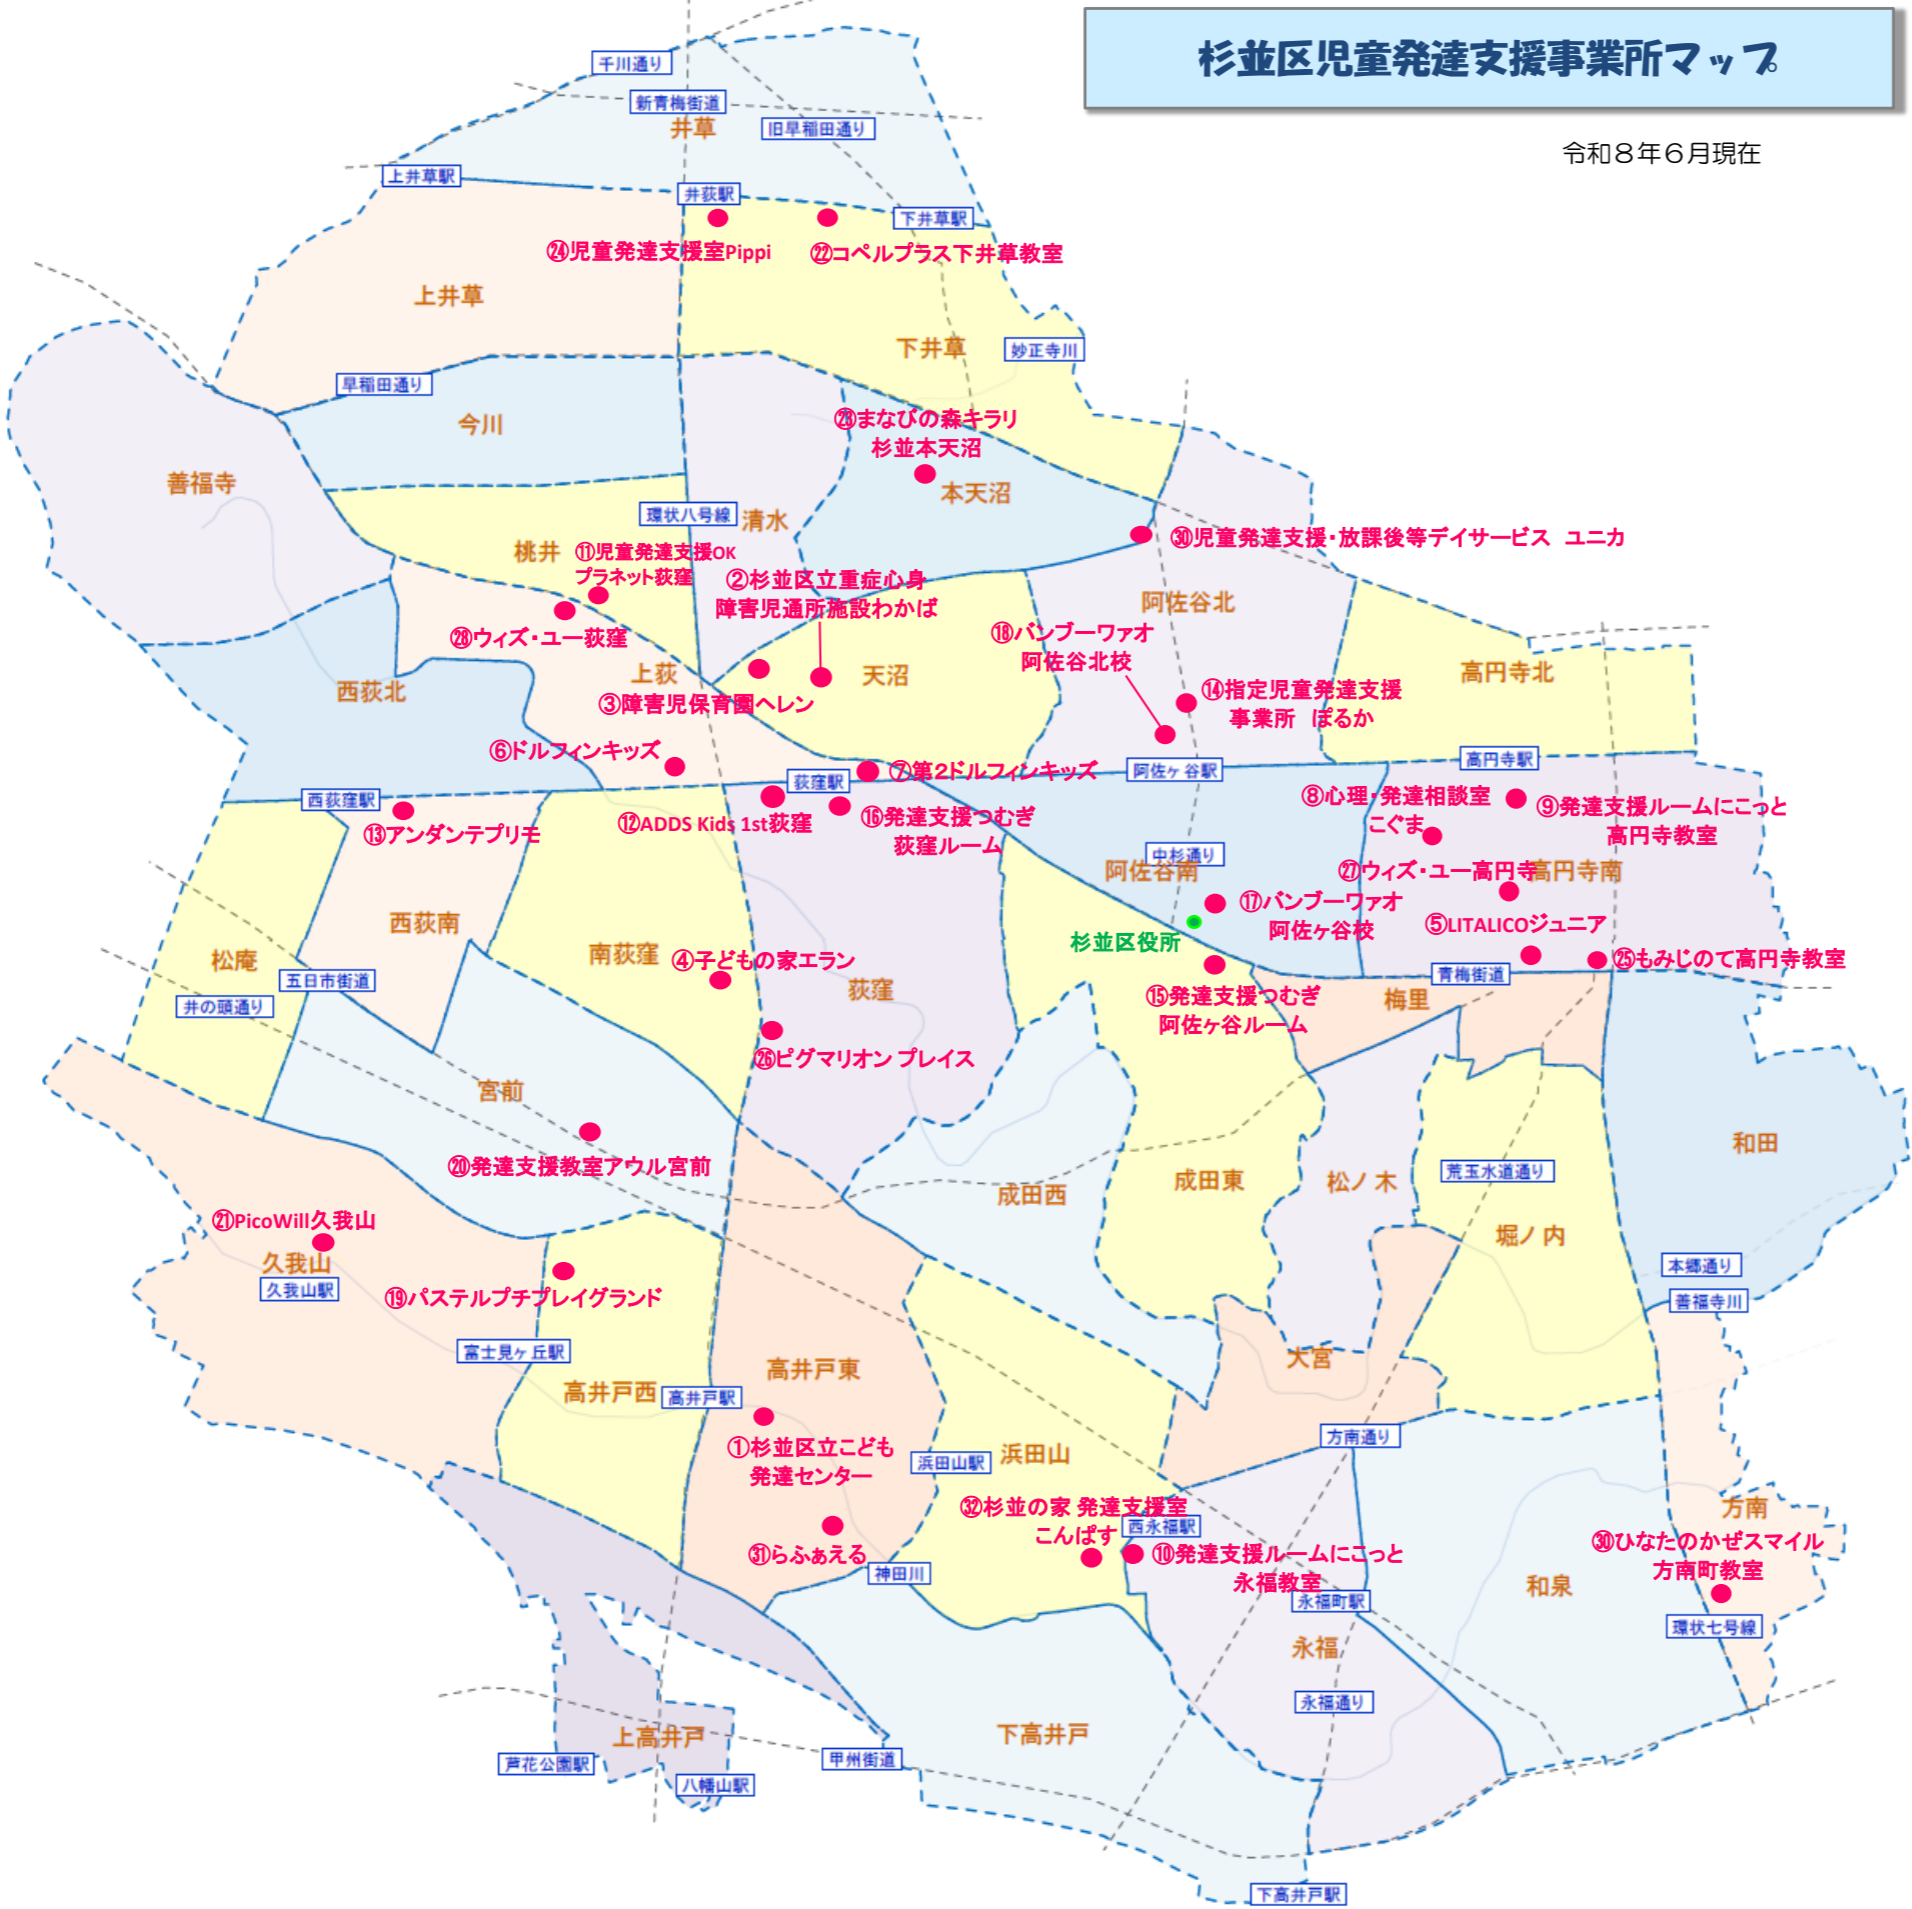 杉並区児童発達支援事業所マップ
令和8年6月現在
千川通り
新青梅街道
井草
旧早稲田通り
上井草駅
井荻駅
下井草駅
㉔児童発達支援室Pippi
㉒コペルプラス下井草教室
上井草
下井草
妙正寺川
早稲田通り
今川
㉓まなびの森キラリ
杉並本天沼
善福寺
本天沼
環状八号線
清水
㉚児童発達支援・放課後等デイサービス ユニカ
桃井
⑪児童発達支援OK
プラネット荻窪
②杉並区立重症心身
障害児通所施設わかば
阿佐谷北
㉘ウィズ・ユー荻窪
⑱バンブーワァオ
阿佐谷北校
上荻
天沼
高円寺北
西荻北
③障害児保育園ヘレン
⑭指定児童発達支援
事業所 ぽるか
⑥ドルフィンキッズ
⑦第2ドルフィンキッズ
阿佐ヶ谷駅
高円寺駅
荻窪駅
西荻窪駅
⑬アンダンテプリモ
⑫ADDS Kids 1st荻窪
⑯発達支援つむぎ
荻窪ルーム
⑧心理・発達相談室
こぐま
⑨発達支援ルームにこっと
高円寺教室
中杉通り
阿佐谷南
㉗ウィズ・ユー高円寺
高円寺南
⑰バンブーワァオ
阿佐ヶ谷校
西荻南
⑤LITALICOジュニア
杉並区役所
松庵
南荻窪
④子どもの家エラン
㉕もみじのて高円寺教室
青梅街道
五日市街道
荻窪
⑮発達支援つむぎ
阿佐ヶ谷ルーム
梅里
井の頭通り
㉖ピグマリオン プレイス
宮前
和田
⑳発達支援教室アウル宮前
荒玉水道通り
成田西
成田東
松ノ木
㉑PicoWill久我山
堀ノ内
久我山
久我山駅
本郷通り
⑲パステルプチプレイグランド
善福寺川
富士見ヶ丘駅
大宮
高井戸東
高井戸西
高井戸駅
①杉並区立こども
発達センター
方南通り
浜田山駅
浜田山
㉜杉並の家 発達支援室
こんぱす
西永福駅
方南
㉛らふぁえる
⑩発達支援ルームにこっと
永福教室
㉚ひなたのかぜスマイル
方南町教室
神田川
和泉
永福町駅
環状七号線
永福
永福通り
上高井戸
下高井戸
芦花公園駅
甲州街道
八幡山駅
下高井戸駅